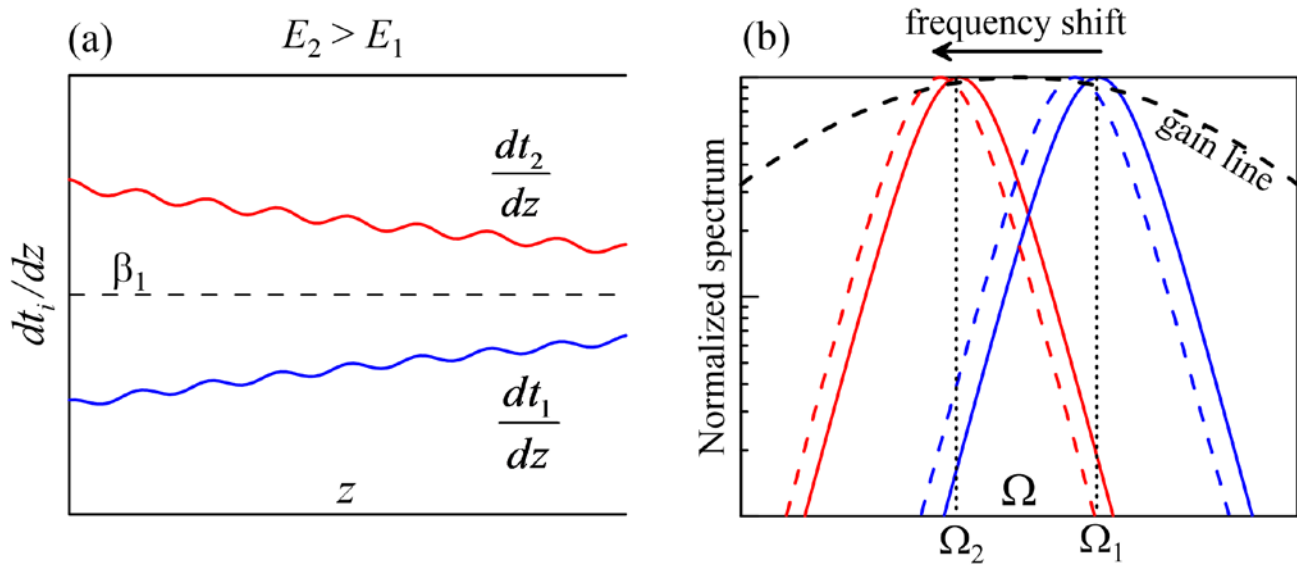 (a)
E₂ > E₁
dt₂
dz
β₁
dtᵢ/dz
dt₁
dz
z
(b)
frequency shift
gain line
Normalized spectrum
Ω
Ω₂
Ω₁